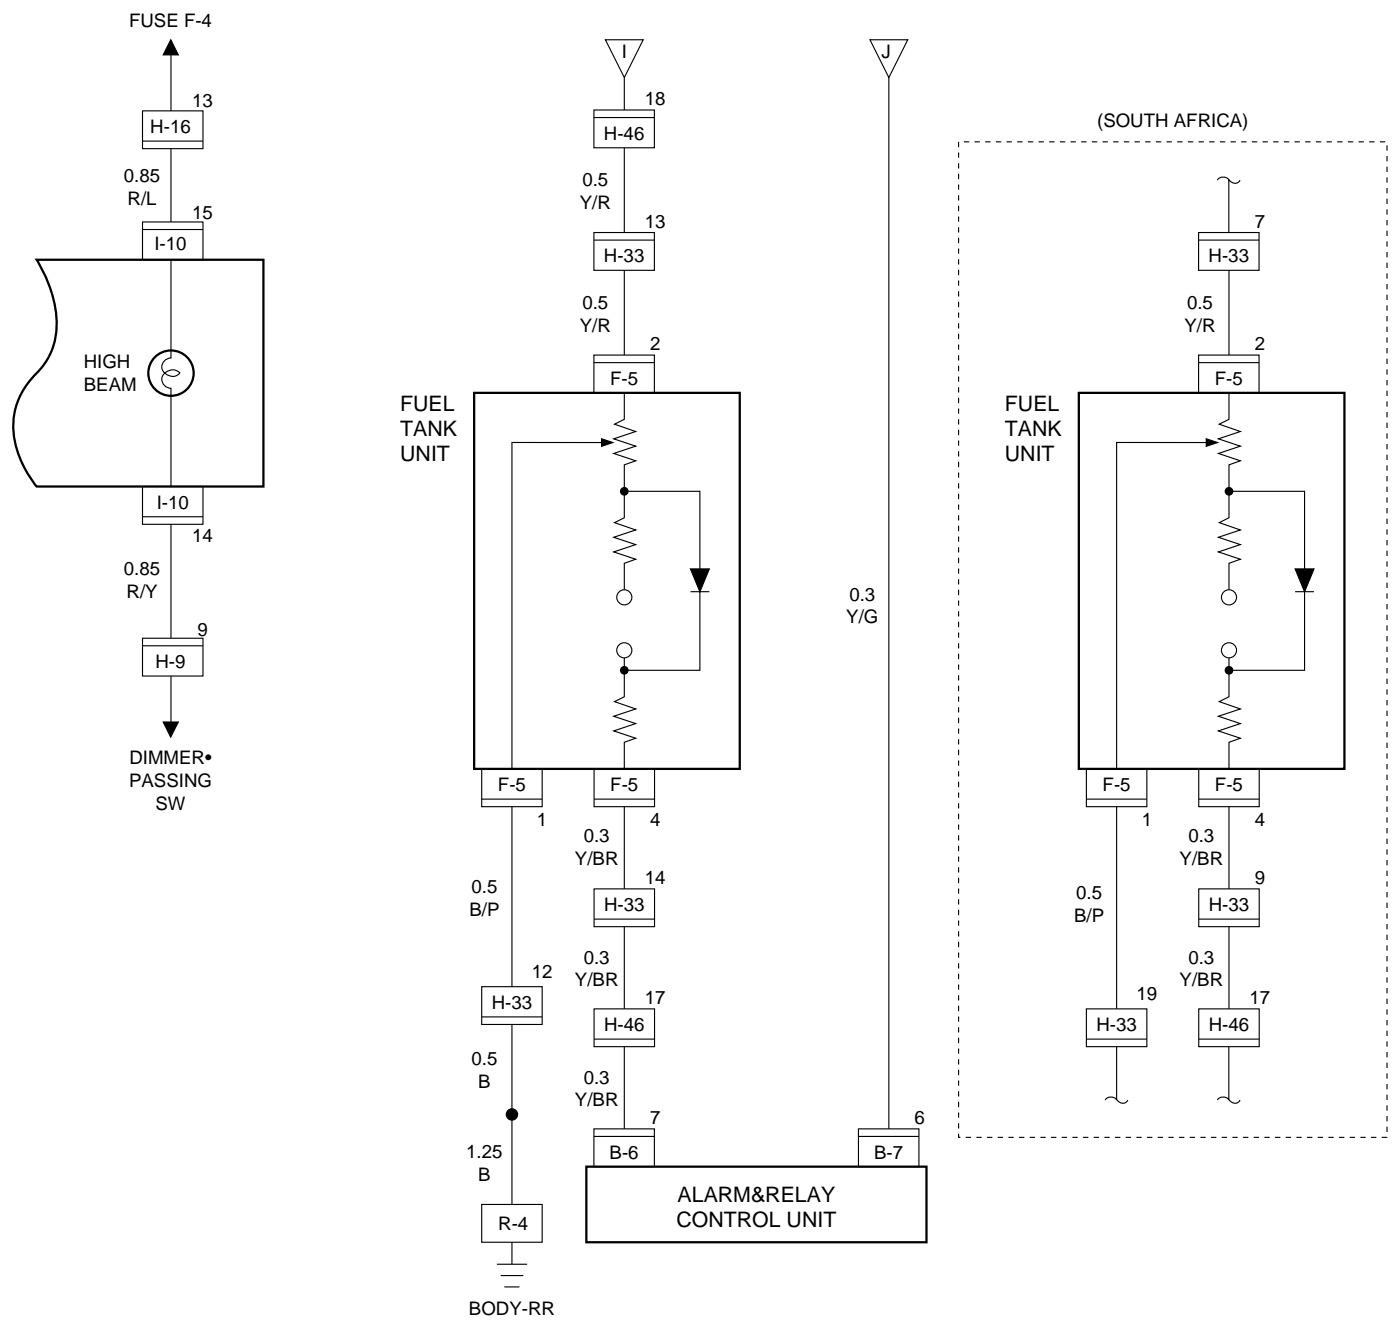 FUSE F-4
13
H-16
0.85
R/L
15
I-10
HIGH
BEAM
I-10
14
0.85
R/Y
9
H-9
DIMMER•
PASSING
SW
I
18
H-46
0.5
Y/R
13
H-33
0.5
Y/R
2
F-5
FUEL
TANK
UNIT
F-5
1
F-5
4
0.5
B/P
12
H-33
0.5
B
1.25
B
R-4
BODY-RR
0.3
Y/BR
14
H-33
0.3
Y/BR
17
H-46
0.3
Y/BR
7
B-6
J
0.3
Y/G
6
B-7
ALARM&RELAY
CONTROL UNIT
(SOUTH AFRICA)
7
H-33
0.5
Y/R
2
F-5
FUEL
TANK
UNIT
F-5
1
F-5
4
0.5
B/P
19
H-33
0.3
Y/BR
9
H-33
0.3
Y/BR
17
H-46